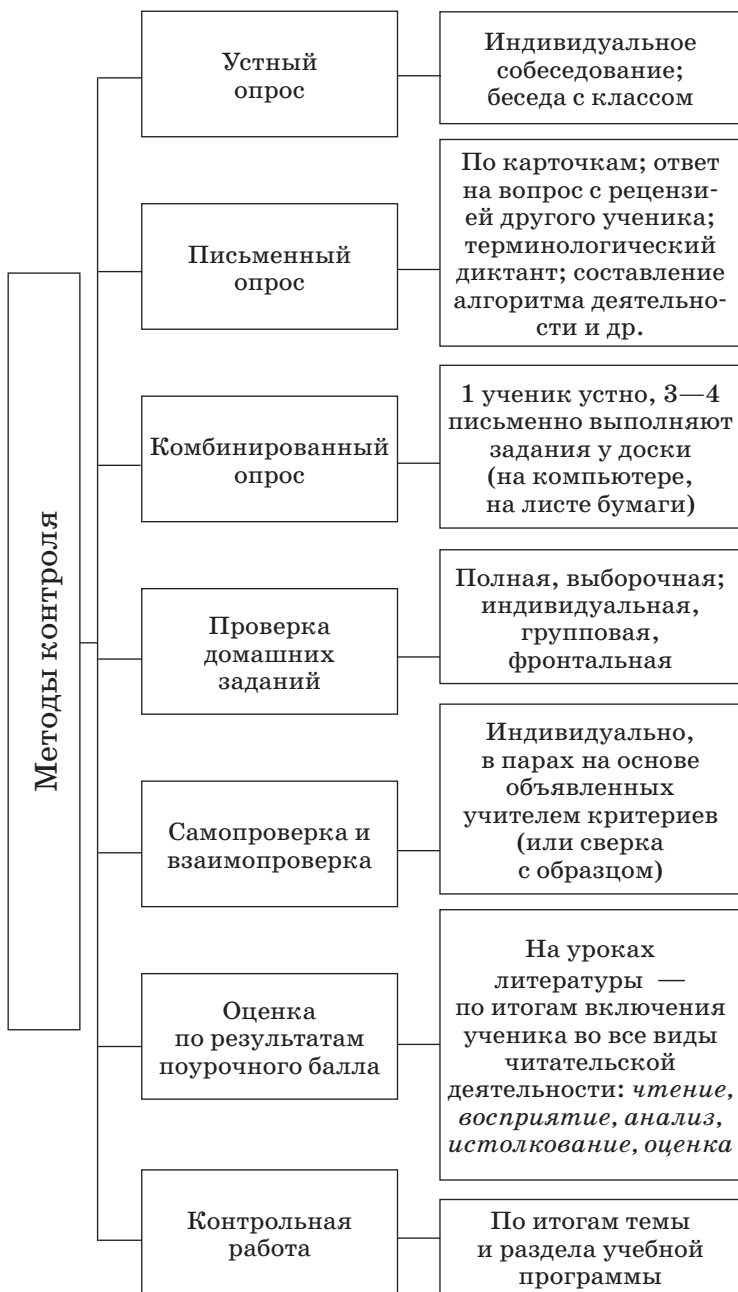 Методы контроля
Устный
опрос
Индивидуальное
собеседование;
беседа с классом
Письменный
опрос
По карточкам; ответ
на вопрос с рецензи-
ей другого ученика;
терминологический
диктант; составление
алгоритма деятельно-
сти и др.
Комбинированный
опрос
1 ученик устно, 3—4
письменно выполняют
задания у доски
(на компьютере,
на листе бумаги)
Проверка
домашних
заданий
Полная, выборочная;
индивидуальная,
групповая,
фронтальная
Самопроверка и
взаимопроверка
Индивидуально,
в парах на основе
объявленных
учителем критериев
(или сверка
с образцом)
Оценка
по результатам
поурочного балла
На уроках
литературы —
по итогам включения
ученика во все виды
читательской
деятельности: чтение,
восприятие, анализ,
истолкование, оценка
Контрольная
работа
По итогам темы
и раздела учебной
программы